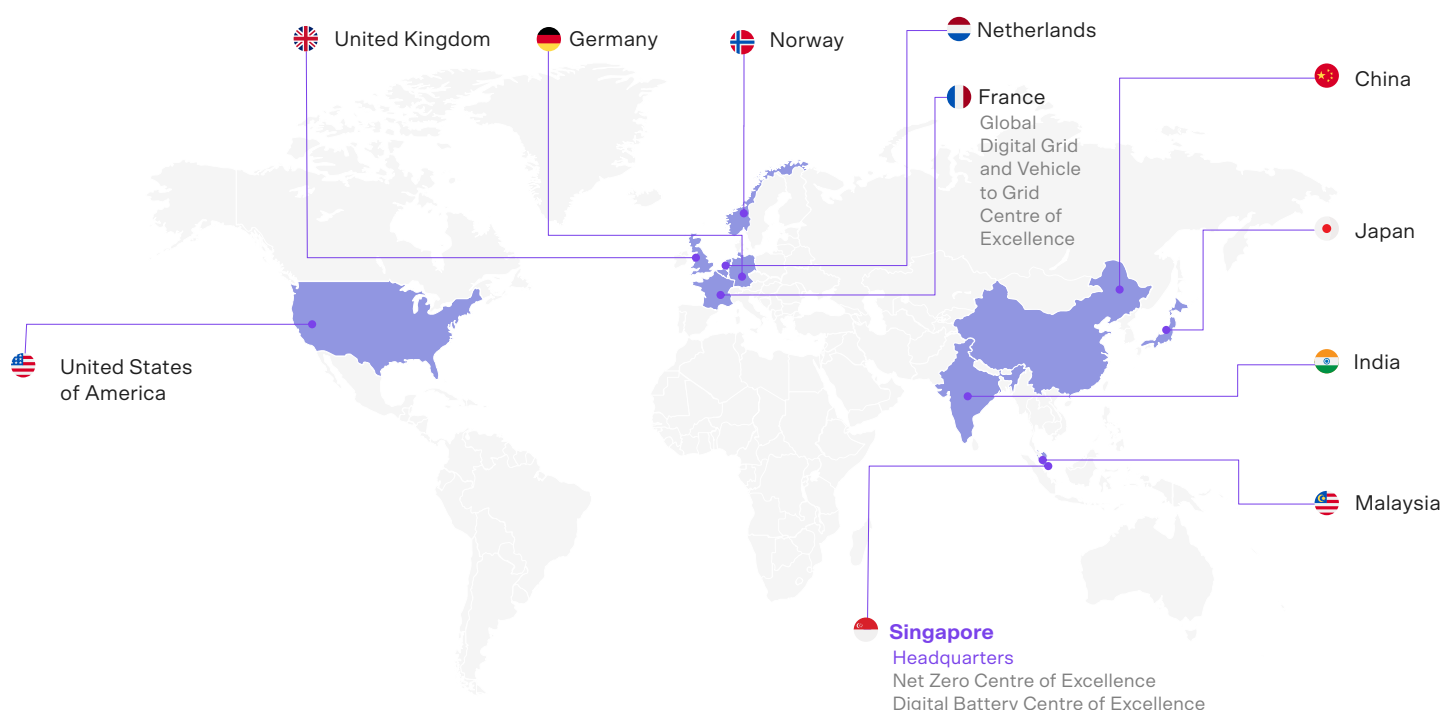 United Kingdom
Germany
Norway
Netherlands
China
France
Global
Digital Grid
and Vehicle
to Grid
Centre of
Excellence
Japan
United States
of America
India
Malaysia
Singapore
Headquarters
Net Zero Centre of Excellence
Digital Battery Centre of Excellence